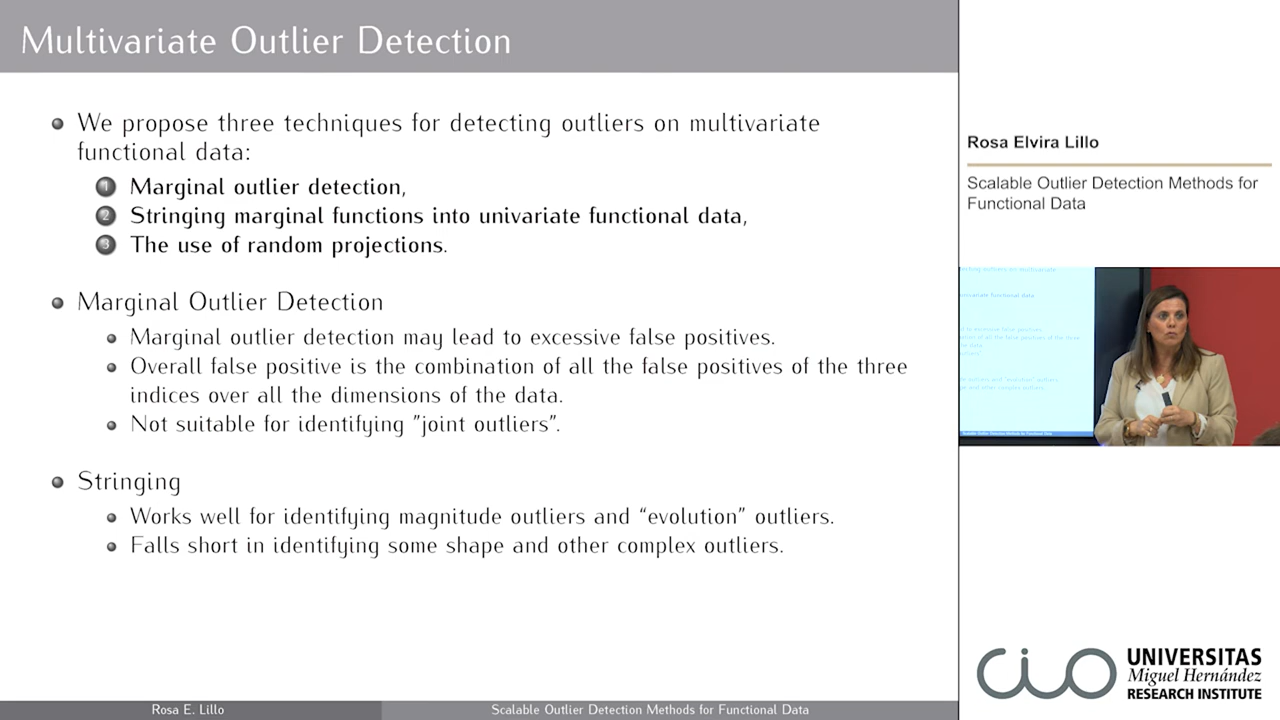 Multivariate Outlier Detection
We propose three techniques for detecting outliers on multivariate
functional data:
1 Marginal outlier detection,
2 Stringing marginal functions into univariate functional data,
3 The use of random projections.
Marginal Outlier Detection
Marginal outlier detection may lead to excessive false positives.
Overall false positive is the combination of all the false positives of the three
indices over all the dimensions of the data.
Not suitable for identifying "joint outliers".
Stringing
Works well for identifying magnitude outliers and “evolution” outliers.
Falls short in identifying some shape and other complex outliers.
Rosa E. Lillo
Scalable Outlier Detection Methods for Functional Data
Rosa Elvira Lillo
Scalable Outlier Detection Methods for
Functional Data
cio
UNIVERSITAS
Miguel Hernández
RESEARCH INSTITUTE